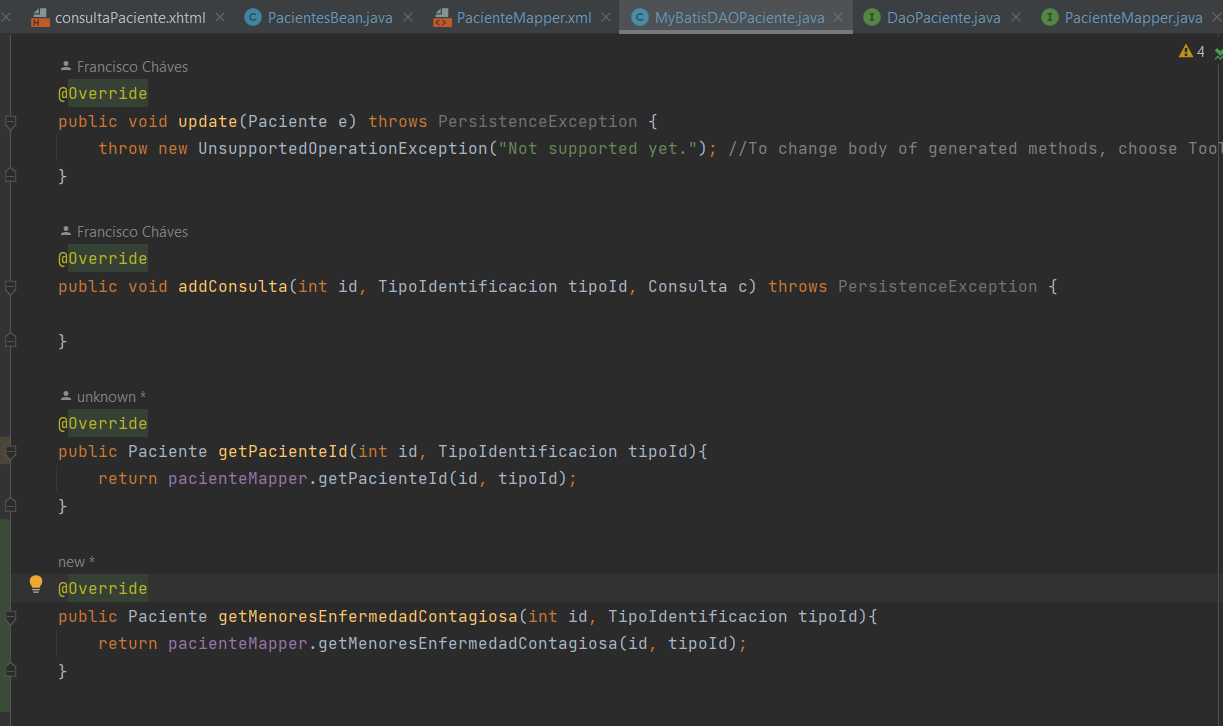 consultaPaciente.xhtml PacientesBean.java PacienteMapper.xml MyBatisDAOPaciente.java DaoPaciente.java PacienteMapper.java
4
Francisco Cháves
@Override
public void update(Paciente e) throws PersistenceException {
throw new UnsupportedOperationException("Not supported yet."); //To change body of generated methods, choose Tool
}
Francisco Cháves
@Override
public void addConsulta(int id, TipoIdentificacion tipoId, Consulta c) throws PersistenceException {
}
unknown *
@Override
public Paciente getPacienteId(int id, TipoIdentificacion tipoId){
return pacienteMapper.getPacienteId(id, tipoId);
}
new *
@Override
public Paciente getMenoresEnfermedadContagiosa(int id, TipoIdentificacion tipoId){
return pacienteMapper.getMenoresEnfermedadContagiosa(id, tipoId);
}